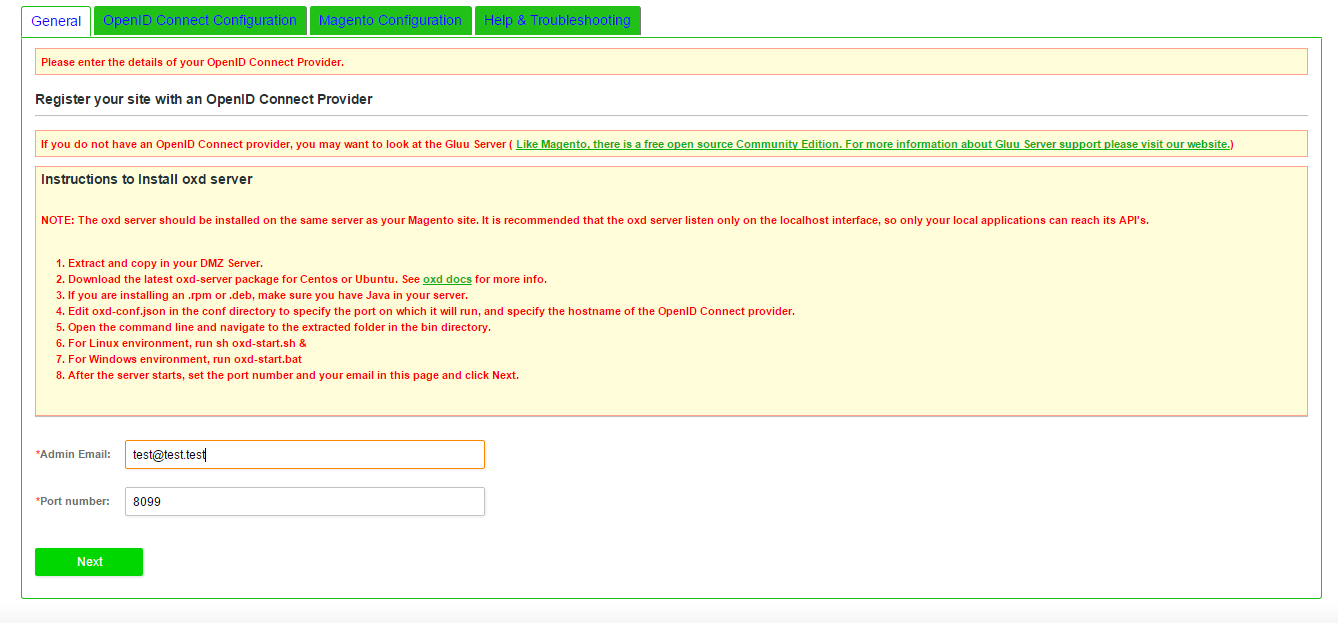 General
OpenID Connect Configuration
Magento Configuration
Help & Troubleshooting
Please enter the details of your OpenID Connect Provider.
Register your site with an OpenID Connect Provider
If you do not have an OpenID Connect provider, you may want to look at the Gluu Server ( Like Magento, there is a free open source Community Edition. For more information about Gluu Server support please visit our website.)
Instructions to Install oxd server
NOTE: The oxd server should be installed on the same server as your Magento site. It is recommended that the oxd server listen only on the localhost interface, so only your local applications can reach its API's.
1. Extract and copy in your DMZ Server.
2. Download the latest oxd-server package for Centos or Ubuntu. See oxd docs for more info.
3. If you are installing an .rpm or .deb, make sure you have Java in your server.
4. Edit oxd-conf.json in the conf directory to specify the port on which it will run, and specify the hostname of the OpenID Connect provider.
5. Open the command line and navigate to the extracted folder in the bin directory.
6. For Linux environment, run sh oxd-start.sh &
7. For Windows environment, run oxd-start.bat
8. After the server starts, set the port number and your email in this page and click Next.
*Admin Email: test@test.test
*Port number: 8099
Next